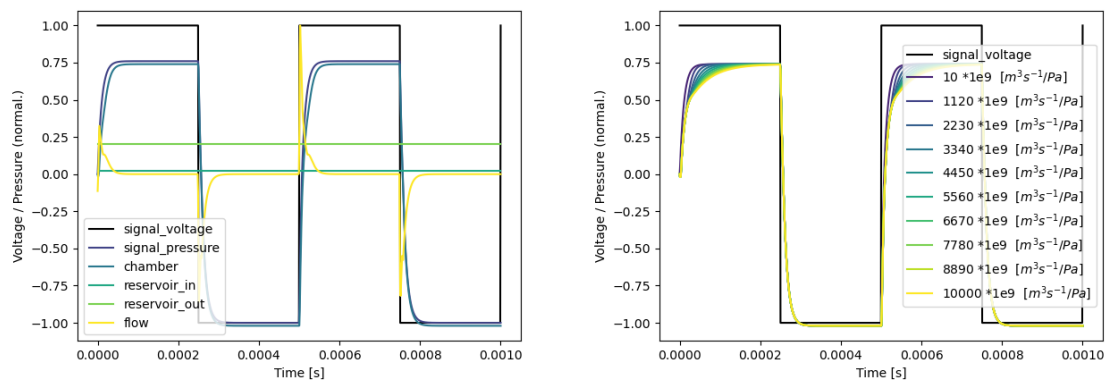 1.00
0.75
0.50
0.25
0.00
−0.25
−0.50
−0.75
−1.00
Voltage / Pressure (normal.)
signal_voltage
signal_pressure
chamber
reservoir_in
reservoir_out
flow
0.0000
0.0002
0.0004
0.0006
0.0008
0.0010
Time [s]
1.00
0.75
0.50
0.25
0.00
−0.25
−0.50
−0.75
−1.00
Voltage / Pressure (normal.)
signal_voltage
10 *1e9 [m³s⁻¹/Pa]
1120 *1e9 [m³s⁻¹/Pa]
2230 *1e9 [m³s⁻¹/Pa]
3340 *1e9 [m³s⁻¹/Pa]
4450 *1e9 [m³s⁻¹/Pa]
5560 *1e9 [m³s⁻¹/Pa]
6670 *1e9 [m³s⁻¹/Pa]
7780 *1e9 [m³s⁻¹/Pa]
8890 *1e9 [m³s⁻¹/Pa]
10000 *1e9 [m³s⁻¹/Pa]
0.0000
0.0002
0.0004
0.0006
0.0008
0.0010
Time [s]